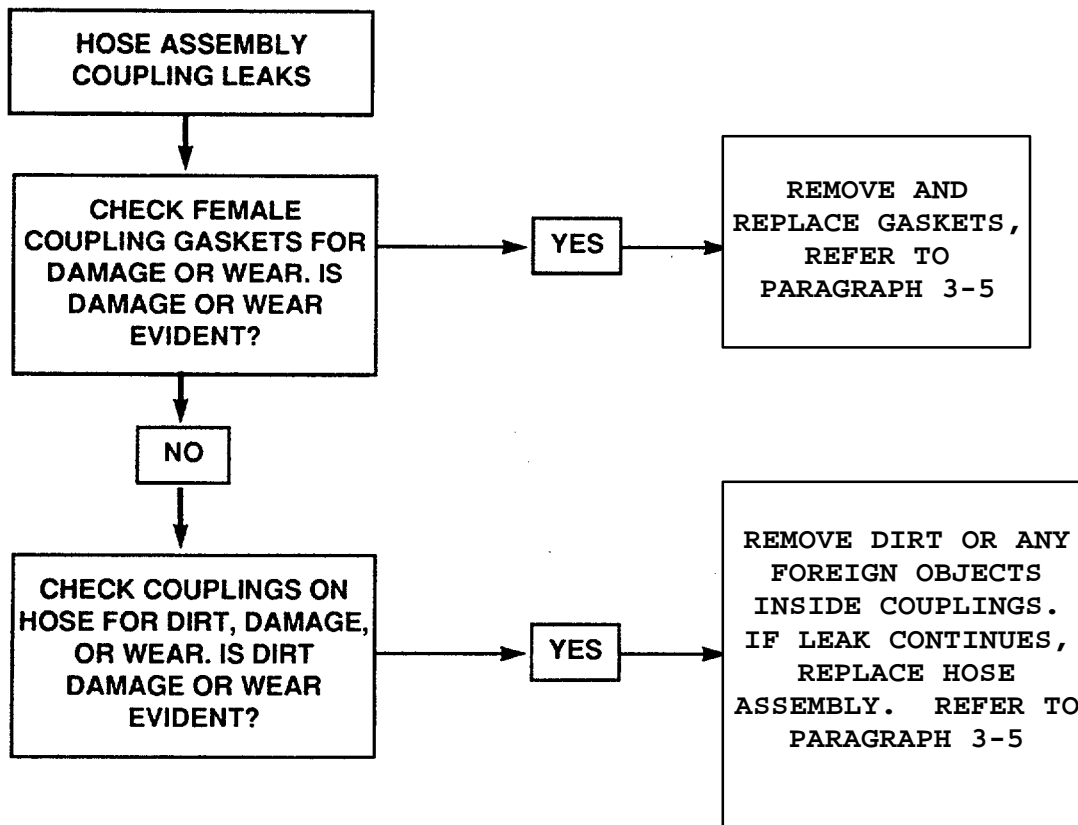 HOSE ASSEMBLY
COUPLING LEAKS
CHECK FEMALE
COUPLING GASKETS FOR
DAMAGE OR WEAR. IS
DAMAGE OR WEAR
EVIDENT?
YES
REMOVE AND
REPLACE GASKETS,
REFER TO
PARAGRAPH 3-5
NO
CHECK COUPLINGS ON
HOSE FOR DIRT, DAMAGE,
OR WEAR. IS DIRT
DAMAGE OR WEAR
EVIDENT?
YES
REMOVE DIRT OR ANY
FOREIGN OBJECTS
INSIDE COUPLINGS.
IF LEAK CONTINUES,
REPLACE HOSE
ASSEMBLY. REFER TO
PARAGRAPH 3-5